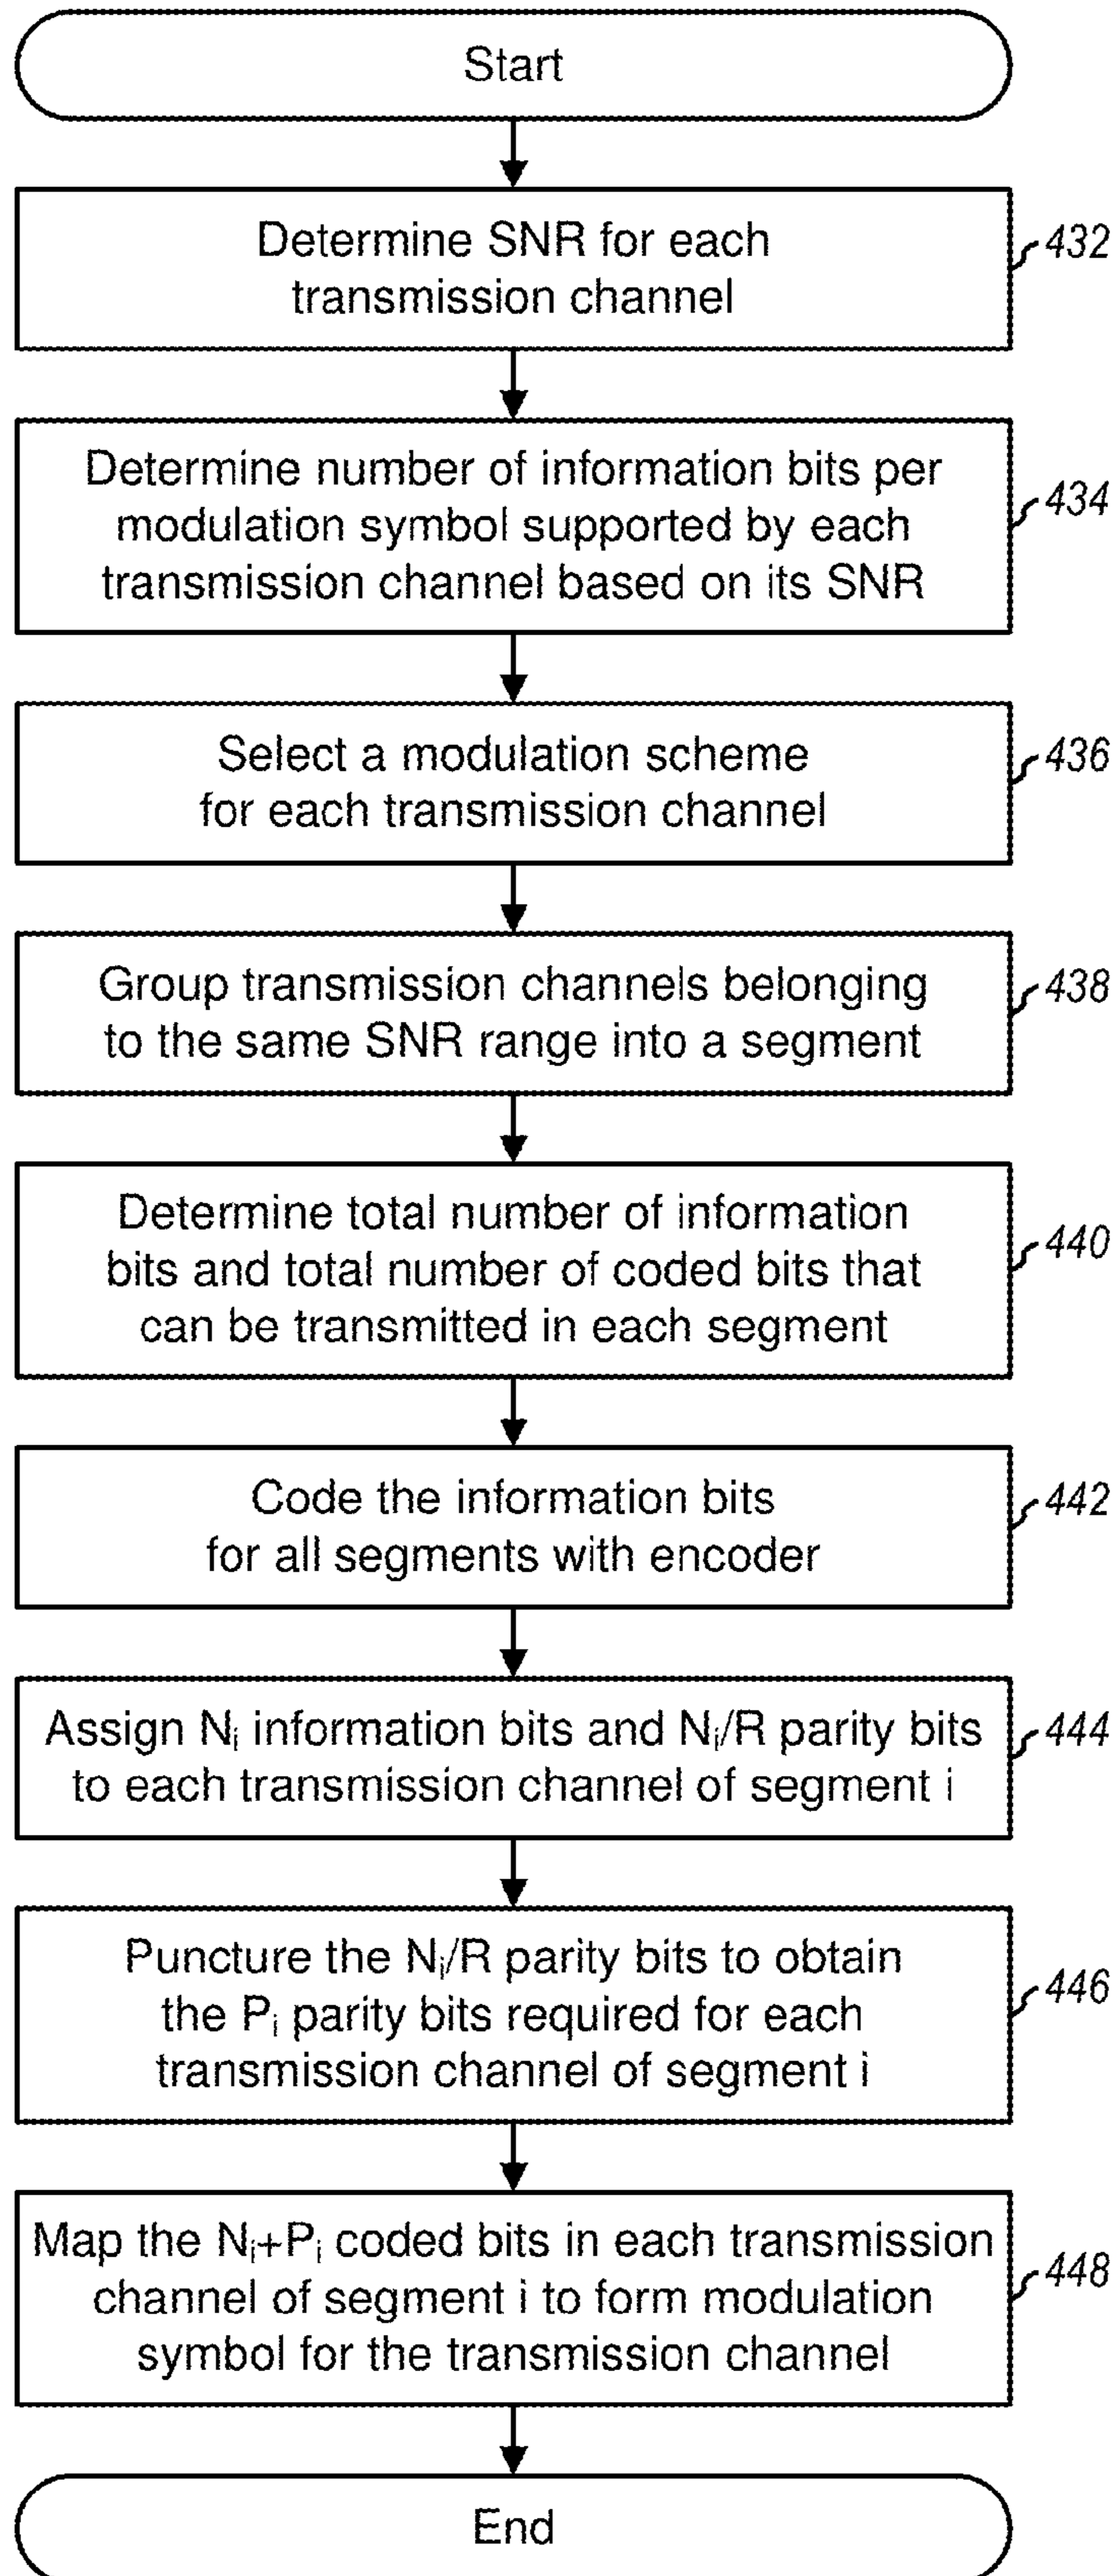 Start
Determine SNR for each
transmission channel
432
Determine number of information bits per
modulation symbol supported by each
transmission channel based on its SNR
434
Select a modulation scheme
for each transmission channel
436
Group transmission channels belonging
to the same SNR range into a segment
438
Determine total number of information
bits and total number of coded bits that
can be transmitted in each segment
440
Code the information bits
for all segments with encoder
442
Assign Nᵢ information bits and Nᵢ/R parity bits
to each transmission channel of segment i
444
Puncture the Nᵢ/R parity bits to obtain
the Pᵢ parity bits required for each
transmission channel of segment i
446
Map the Nᵢ+Pᵢ coded bits in each transmission
channel of segment i to form modulation
symbol for the transmission channel
448
End